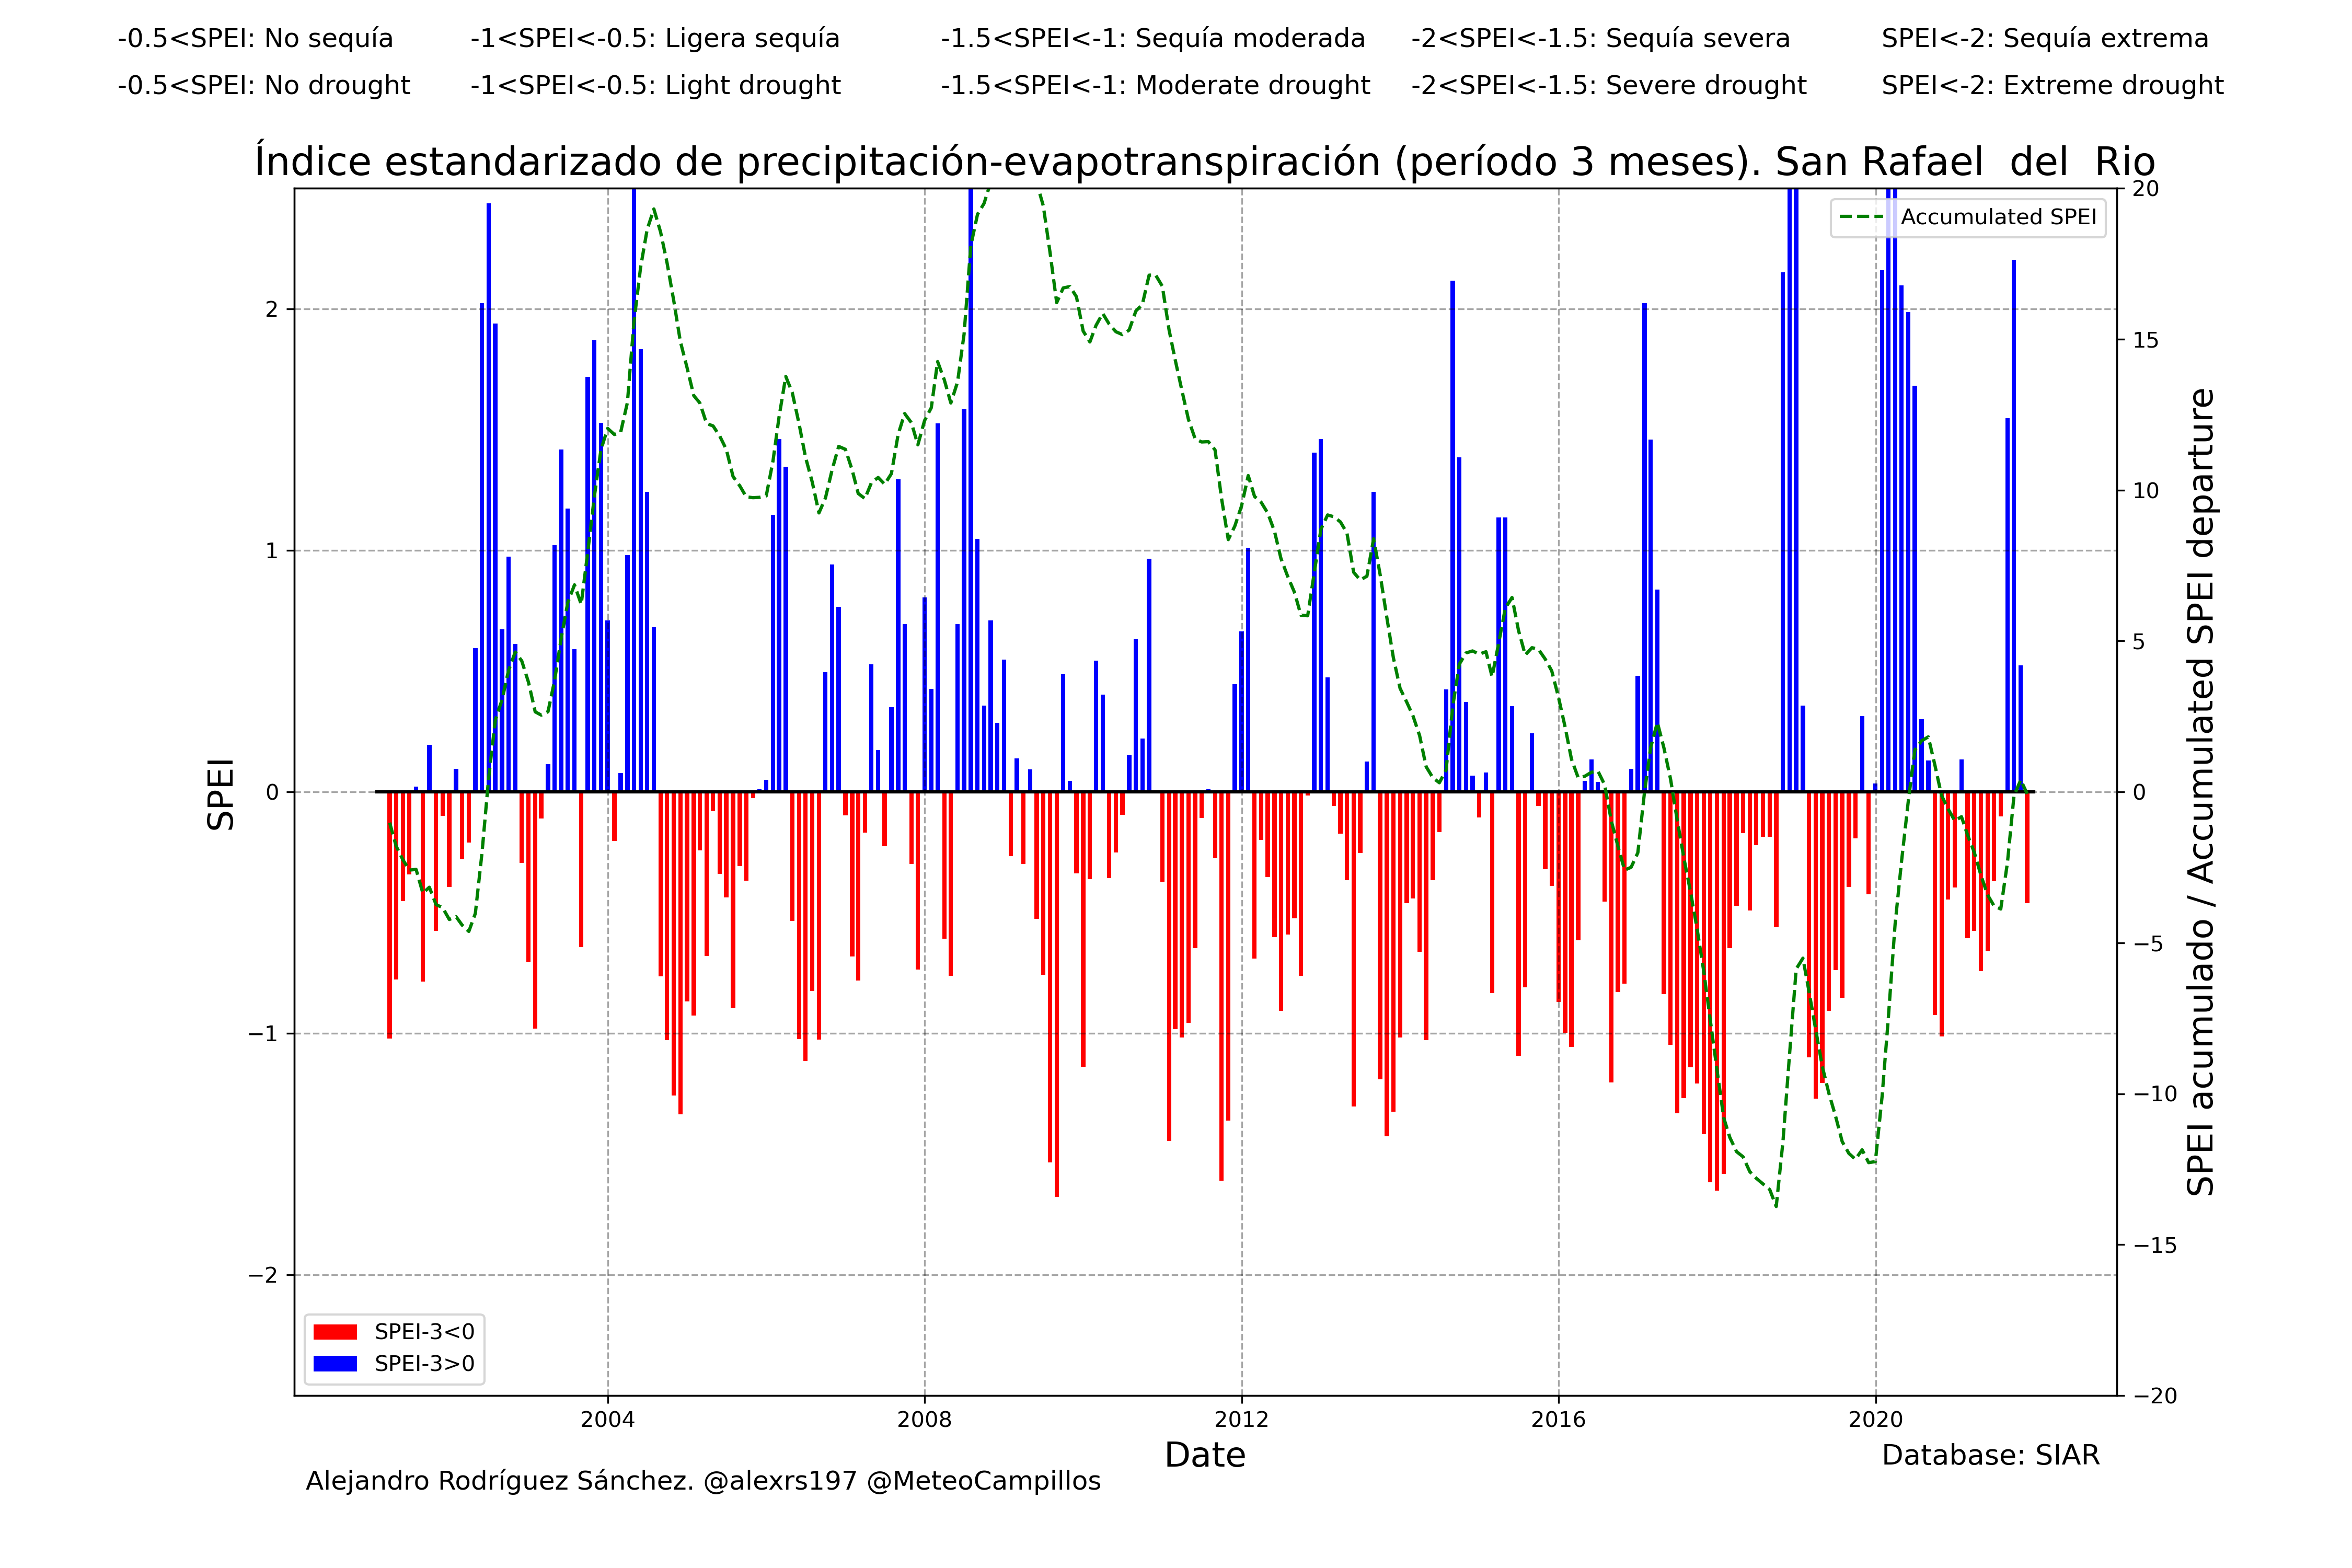 -0.5<SPEI: No sequía -1<SPEI<-0.5: Ligera sequía -1.5<SPEI<-1: Sequía moderada -2<SPEI<-1.5: Sequía severa SPEI<-2: Sequía extrema
-0.5<SPEI: No drought -1<SPEI<-0.5: Light drought -1.5<SPEI<-1: Moderate drought -2<SPEI<-1.5: Severe drought SPEI<-2: Extreme drought
Índice estandarizado de precipitación-evapotranspiración (período 3 meses). San Rafael  del  Rio
Accumulated SPEI
SPEI
2
1
0
−1
−2
20
15
10
5
0
−5
−10
−15
−20
SPEI acumulado / Accumulated SPEI departure
SPEI-3<0
SPEI-3>0
2004 2008 2012 2016 2020
Date
Database: SIAR
Alejandro Rodríguez Sánchez. @alexrs197 @MeteoCampillos